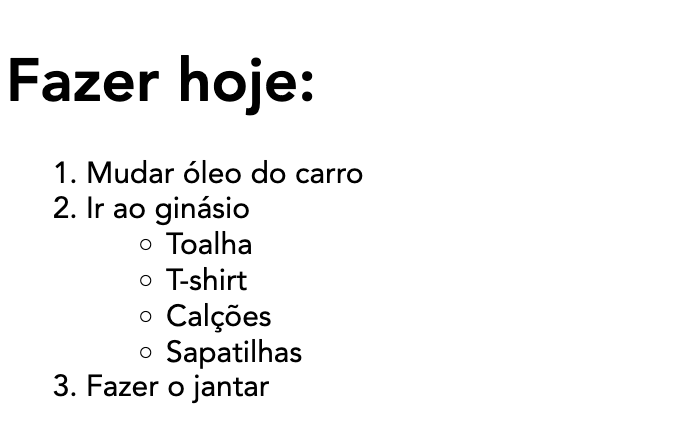 Fazer hoje:
1. Mudar óleo do carro
2. Ir ao ginásio
○ Toalha
○ T-shirt
○ Calções
○ Sapatilhas
3. Fazer o jantar